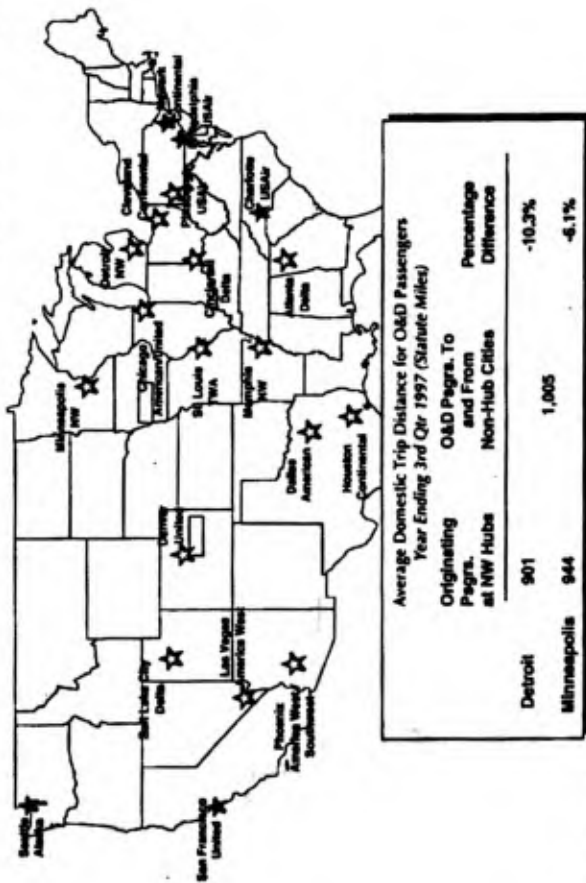 Seattle
Alaska
San Francisco
United
Salt Lake City
Delta
Las Vegas
America West
Phoenix
America West
Southwest
Denver
United
Minneapolis
NW
Chicago
American/United
St Louis
TWA
Memphis
NW
Dallas
American
Houston
Continental
Detroit
NW
Cleveland
Continental
Cincinnati
Delta
USAir
Continental
Philadelphia
USAir
Charlotte
USAir
Atlanta
Delta
Average Domestic Trip Distance for O&D Passengers
Year Ending 3rd Qtr 1997 (Statute Miles)
Originating O&D Psgrs. To
Psgrs. and From Percentage
at NW Hubs Non-Hub Cities Difference
Detroit 901 -10.3%
1,005
Minneapolis 944 -6.1%